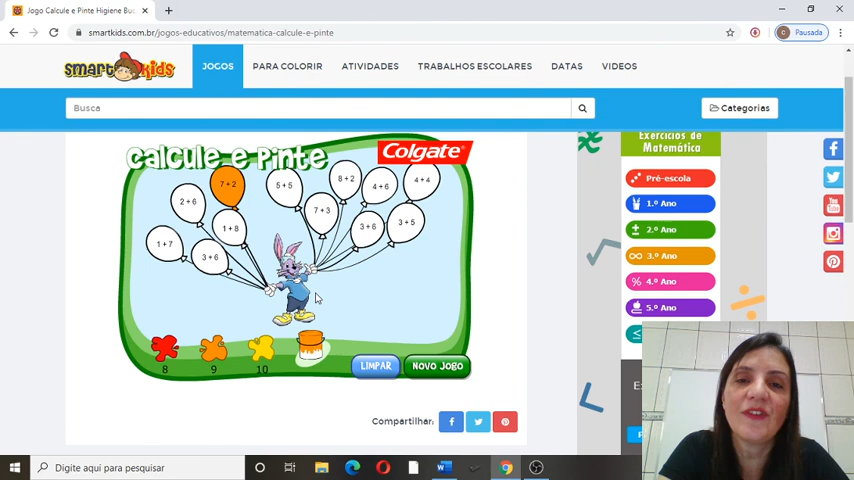 Jogo Calcule e Pinte Higiene Buc
smartkids.com.br/jogos-educativos/matematica-calcule-e-pinte
Pausada
smart kids
JOGOS
PARA COLORIR
ATIVIDADES
TRABALHOS ESCOLARES
DATAS
VIDEOS
Busca
Categorias
Calcule e Pinte
Colgate
7 + 2
5 + 5
8 + 2
4 + 6
4 + 4
2 + 6
7 + 3
1 + 8
3 + 6
3 + 5
1 + 7
3 + 6
8
9
10
LIMPAR
NOVO JOGO
Compartilhar:
Exercícios de
Matemática
Pré-escola
1.º Ano
2.º Ano
3.º Ano
4.º Ano
5.º Ano
Digite aqui para pesquisar